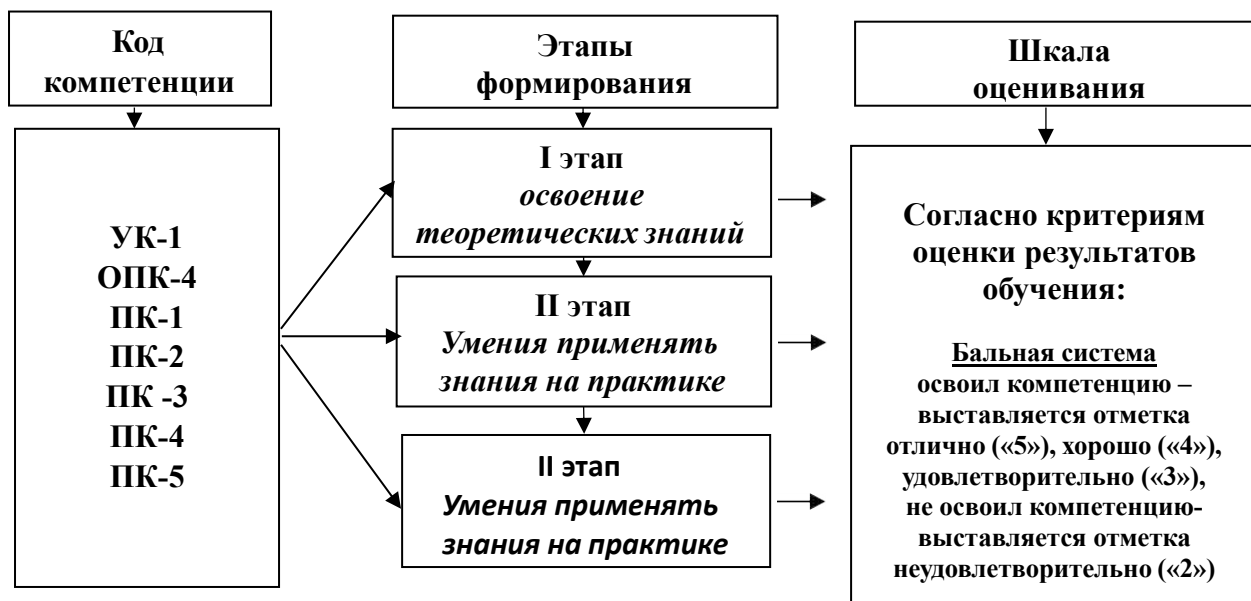 Код
компетенции
УК-1
ОПК-4
ПК-1
ПК-2
ПК -3
ПК-4
ПК-5
Этапы
формирования
I этап
освоение
теоретических знаний
II этап
Умения применять
знания на практике
II этап
Умения применять
знания на практике
Шкала
оценивания
Согласно критериям
оценки результатов
обучения:
Бальная система
освоил компетенцию –
выставляется отметка
отлично («5»), хорошо («4»),
удовлетворительно («3»),
не освоил компетенцию-
выставляется отметка
неудовлетворительно («2»)